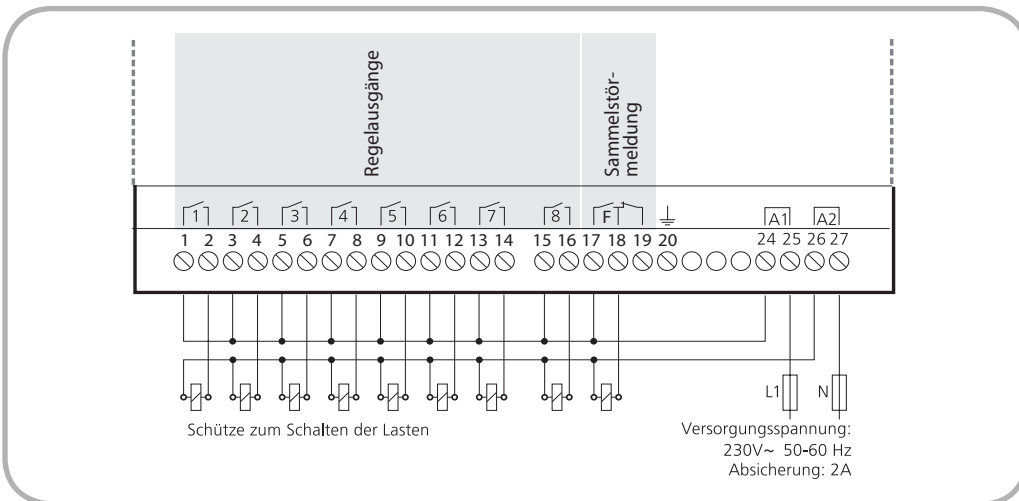 Regelausgänge
Sammelstör-
meldung
1 2 3 4 5 6 7 8 F A1 A2
1 2 3 4 5 6 7 8 9 10 11 12 13 14 15 16 17 18 19 20 24 25 26 27
L1 N
Schütze zum Schalten der Lasten
Versorgungsspannung:
230V~ 50-60 Hz
Absicherung: 2A